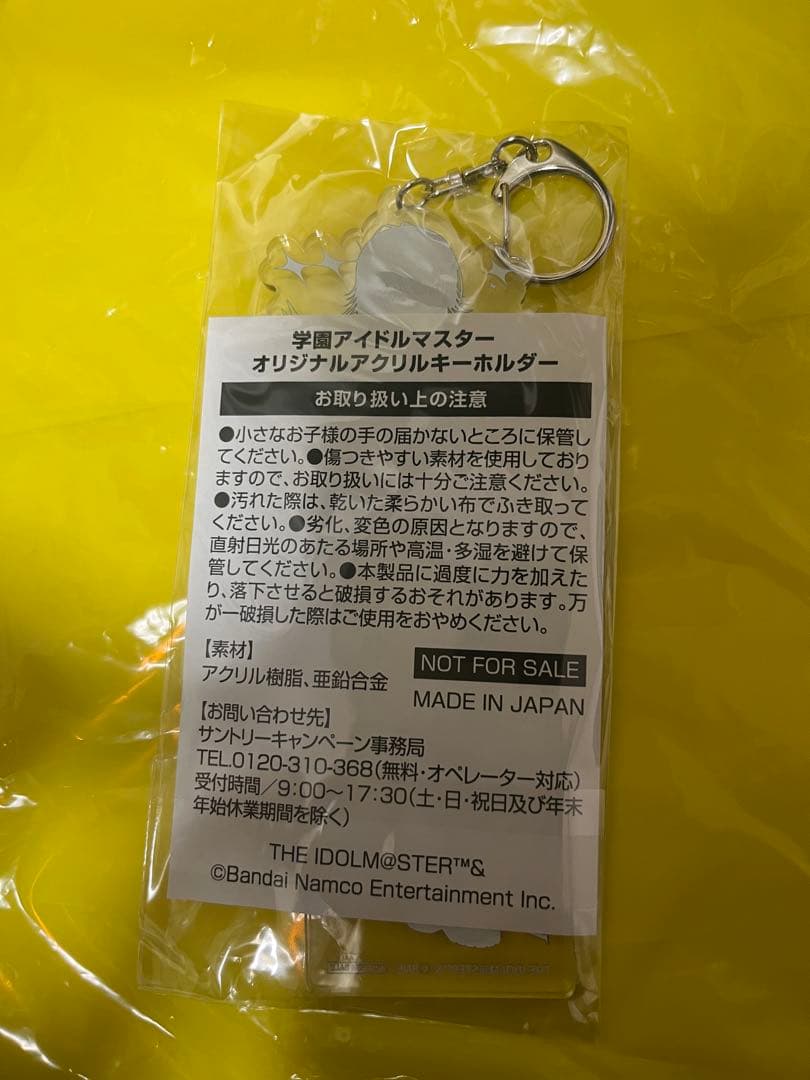 学園アイドルマスター
オリジナルアクリルキーホルダー
お取り扱い上の注意
●小さなお子様の手の届かないところに保管し
てください。●傷つきやすい素材を使用しており
ますので、お取り扱いには十分ご注意ください。
●汚れた際は、乾いた柔らかい布でふき取って
ください。●劣化、変色の原因となりますので、
直射日光のあたる場所や高温・多湿を避けて保
管してください。●本製品に過度に力を加えた
り、落下させると破損するおそれがあります。万
が一破損した際はご使用をおやめください。
【素材】
アクリル樹脂、亜鉛合金
NOT FOR SALE
MADE IN JAPAN
【お問い合わせ先】
サントリーキャンペーン事務局
TEL.0120-310-368(無料・オペレーター対応)
受付時間/9:00〜17:30(土・日・祝日及び年末
年始休業期間を除く)
THE IDOLM@STER™&
©Bandai Namco Entertainment Inc.